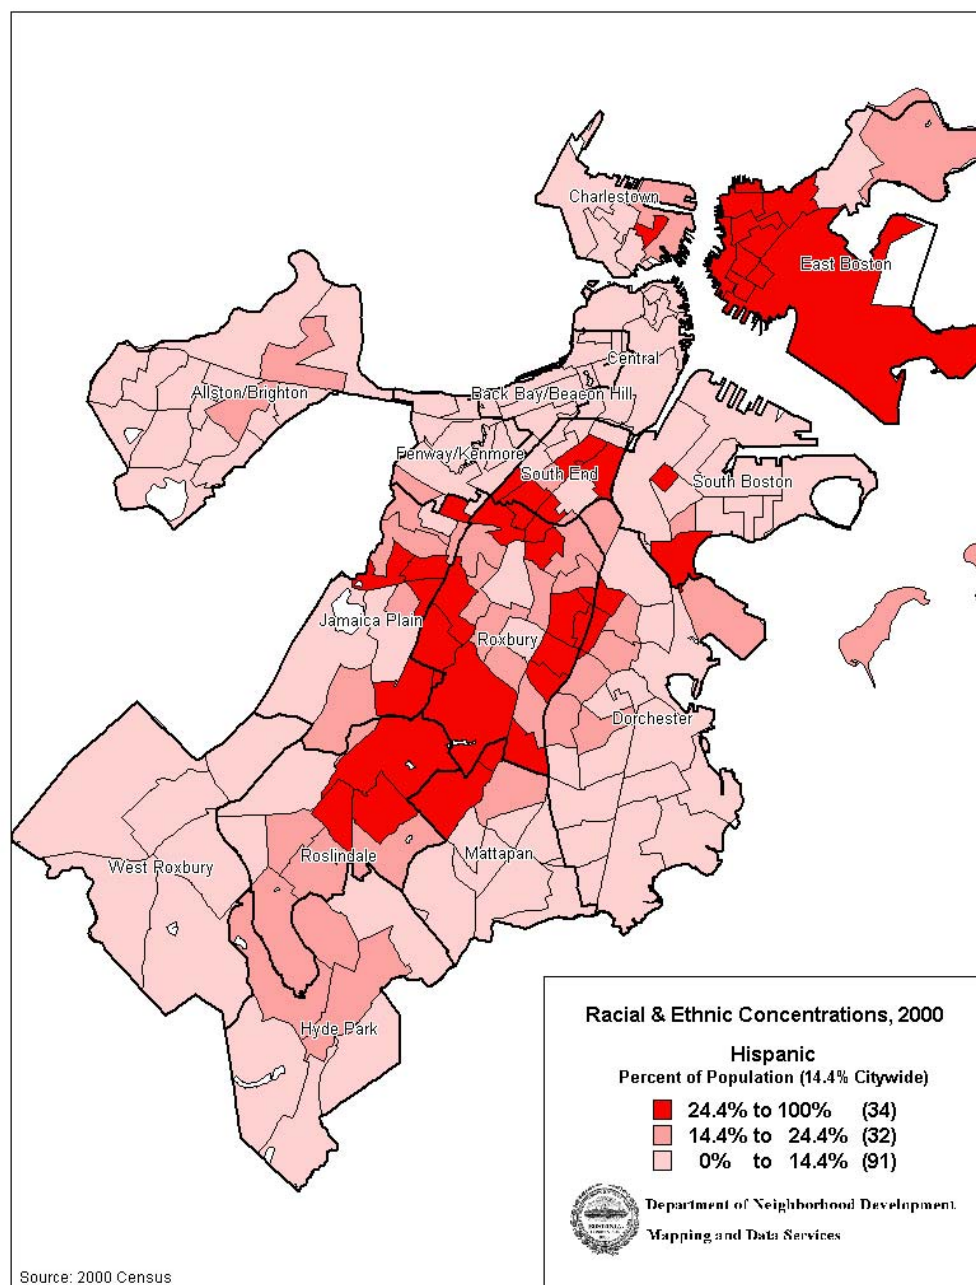 Charlestown
East Boston
Central
Allston/Brighton
Back Bay/Beacon Hill
Fenway/Kenmore
South End
South Boston
Jamaica Plain
Roxbury
Dorchester
West Roxbury
Roslindale
Mattapan
Hyde Park
Racial & Ethnic Concentrations, 2000
Hispanic
Percent of Population (14.4% Citywide)
24.4% to 100% (34)
14.4% to 24.4% (32)
0% to 14.4% (91)
Department of Neighborhood Development
Mapping and Data Services
Source: 2000 Census